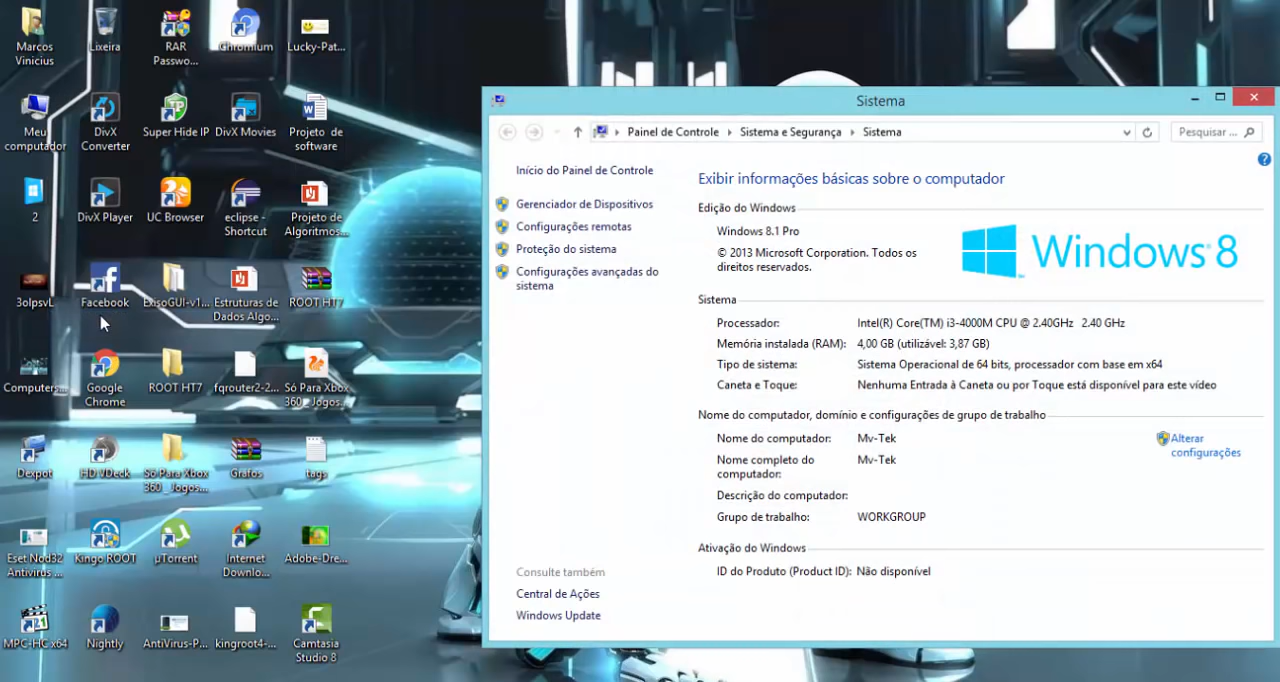 Marcos
Vinicius
Lixeira
RAR
Passwo...
Chromium
Lucky-Pat...
Meu
computador
DivX
Converter
Super Hide IP
DivX Movies
Projeto de
software
2
DivX Player
UC Browser
eclipse -
Shortcut
Projeto de
Algoritmos...
3olpsvL
Facebook
ExisoGUI-v1...
Estruturas de
Dados Algo...
ROOT HT7
Computers...
Google
Chrome
ROOT HT7
fqrouter2-2...
Só Para Xbox
360_ Jogos...
Dexpot
HD VDeck
Só Para Xbox
360_ Jogos...
Grafos
tags
Eset Nod32
Antivirus ...
Kingo ROOT
µTorrent
Internet
Downlo...
Adobe-Dre...
MPC-HC x64
Nightly
AntiVirus-P...
kingroot4-...
Camtasia
Studio 8
Sistema
Painel de Controle
Sistema e Segurança
Sistema
Pesquisar ...
Início do Painel de Controle
Gerenciador de Dispositivos
Configurações remotas
Proteção do sistema
Configurações avançadas do
sistema
Consulte também
Central de Ações
Windows Update
Exibir informações básicas sobre o computador
Edição do Windows
Windows 8.1 Pro
© 2013 Microsoft Corporation. Todos os
direitos reservados.
Windows 8
Sistema
Processador: Intel(R) Core(TM) i3-4000M CPU @ 2.40GHz 2.40 GHz
Memória instalada (RAM): 4,00 GB (utilizável: 3,87 GB)
Tipo de sistema: Sistema Operacional de 64 bits, processador com base em x64
Caneta e Toque: Nenhuma Entrada à Caneta ou por Toque está disponível para este vídeo
Nome do computador, domínio e configurações de grupo de trabalho
Nome do computador: Mv-Tek
Alterar
configurações
Nome completo do
computador: Mv-Tek
Descrição do computador:
Grupo de trabalho: WORKGROUP
Ativação do Windows
ID do Produto (Product ID): Não disponível